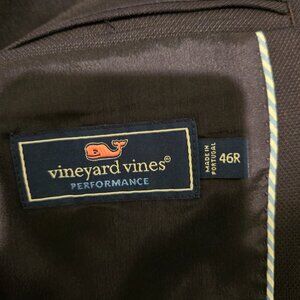 vineyard vines®
PERFORMANCE
MADE IN
PORTUGAL
46R